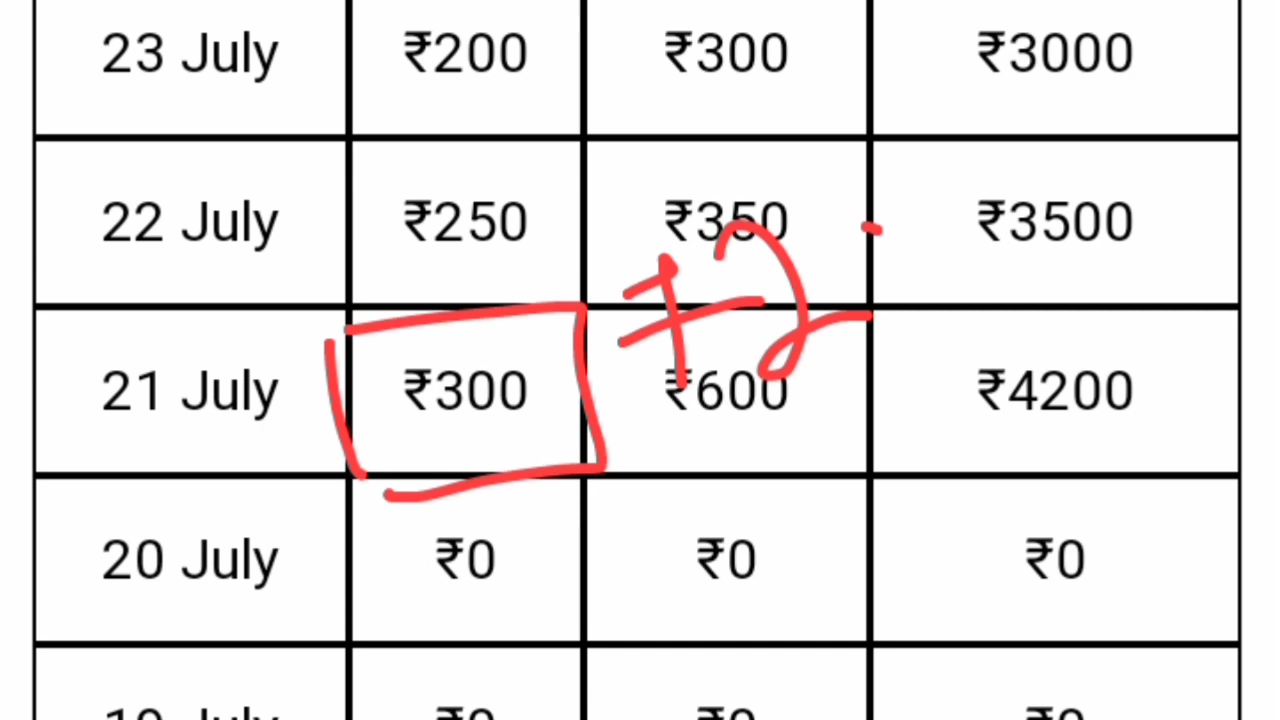 23 July ₹200 ₹300 ₹3000
22 July ₹250 ₹350 ₹3500
21 July ₹300 ₹600 ₹4200
20 July ₹0 ₹0 ₹0